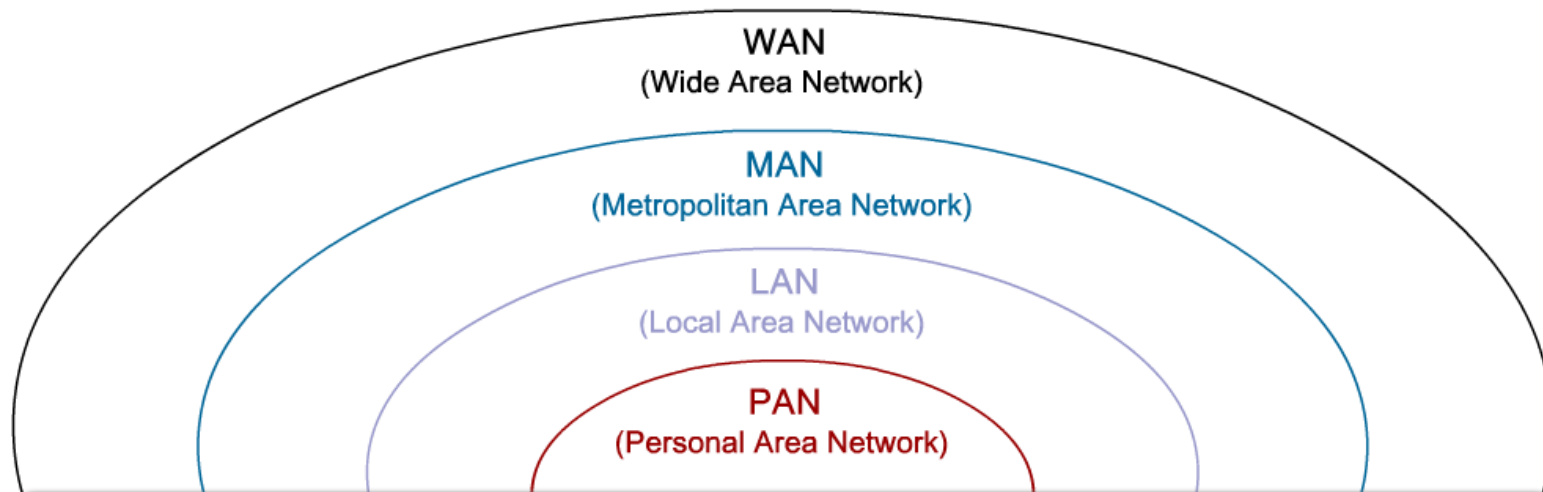 WAN
(Wide Area Network)
MAN
(Metropolitan Area Network)
LAN
(Local Area Network)
PAN
(Personal Area Network)